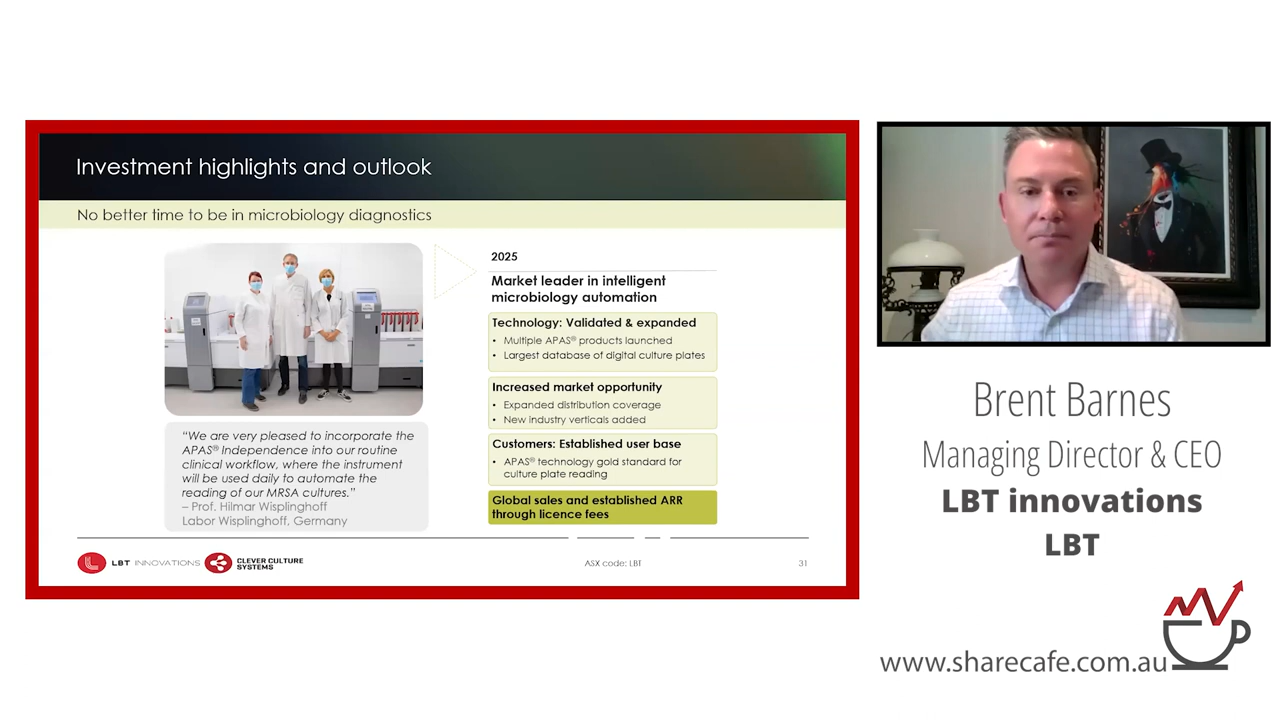 Investment highlights and outlook
No better time to be in microbiology diagnostics
2025
Market leader in intelligent
microbiology automation
Technology: Validated & expanded
• Multiple APAS® products launched
• Largest database of digital culture plates
Increased market opportunity
• Expanded distribution coverage
• New industry verticals added
Customers: Established user base
• APAS® technology gold standard for
culture plate reading
Global sales and established ARR
through licence fees
“We are very pleased to incorporate the
APAS® Independence into our routine
clinical workflow, where the instrument
will be used daily to automate the
reading of our MRSA cultures.”
– Prof. Hilmar Wisplinghoff
Labor Wisplinghoff, Germany
LBT INNOVATIONS
CLEVER CULTURE
SYSTEMS
ASX code: LBT
31
Brent Barnes
Managing Director & CEO
LBT innovations
LBT
www.sharecafe.com.au